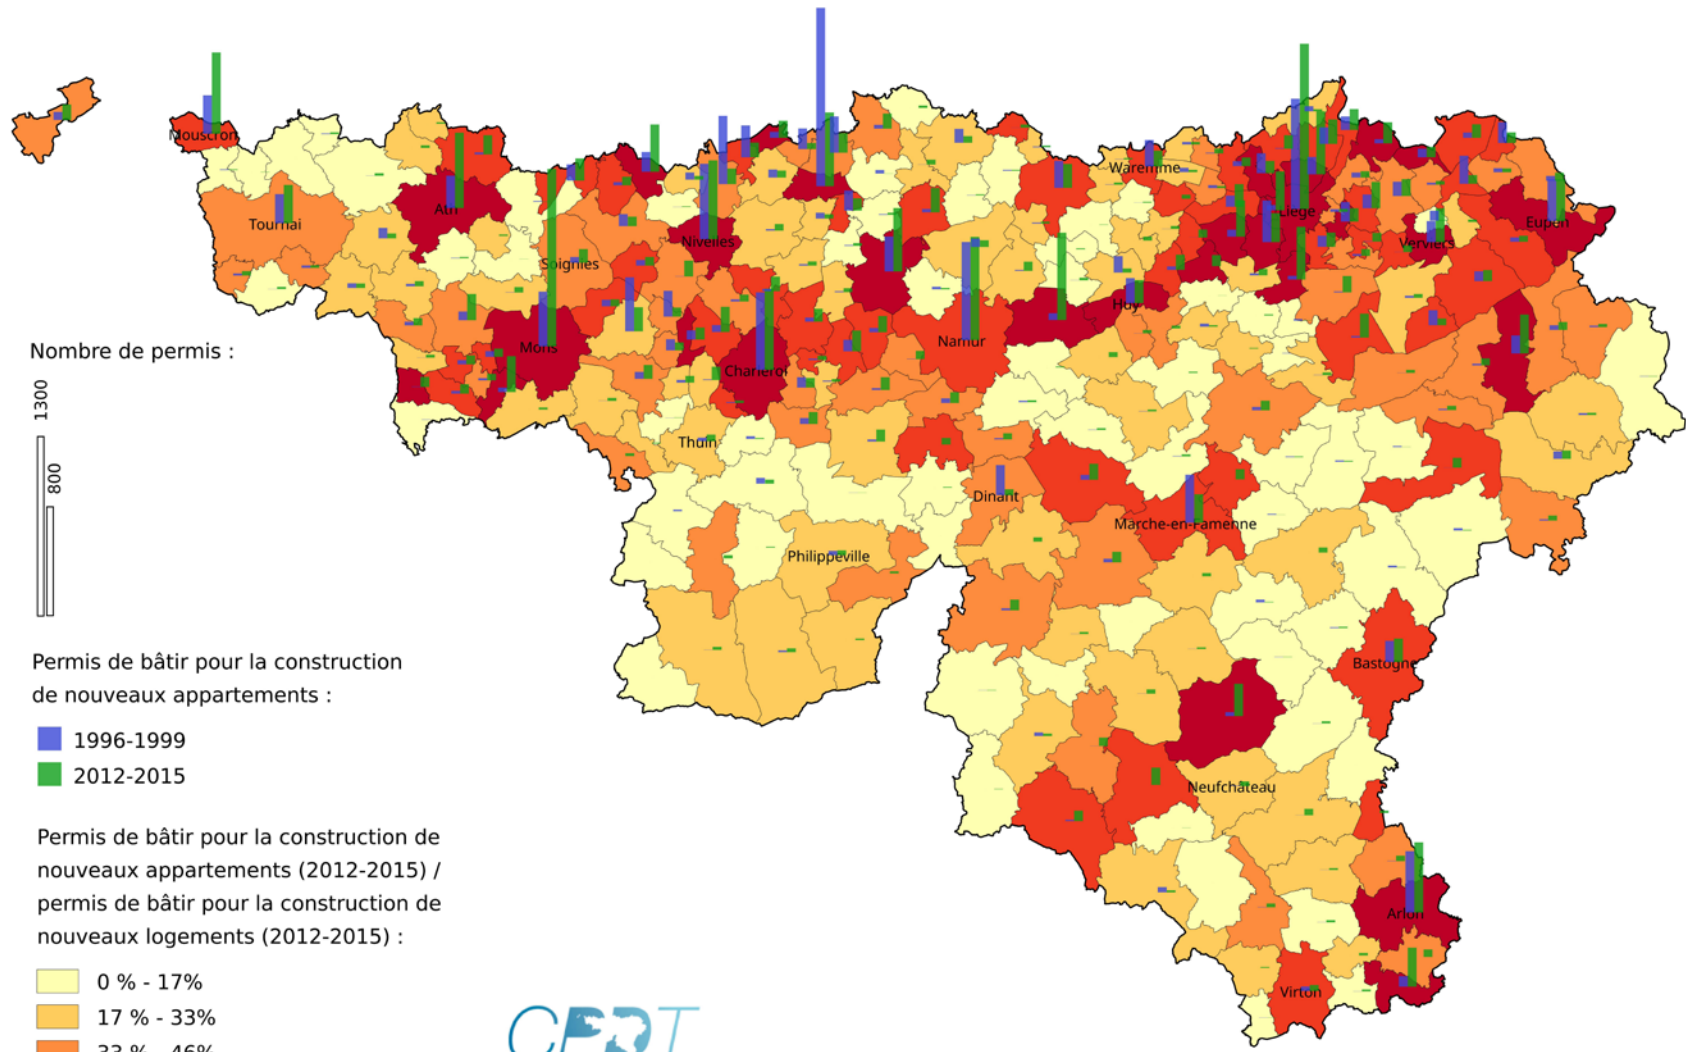 Mouscron
Tournai
Ath
Soignies
Nivelles
Waremme
Liège
Verviers
Eupen
Huy
Mons
Charleroi
Namur
Thuin
Dinant
Marche-en-Famenne
Philippeville
Bastogne
Neufchâteau
Arlon
Virton
Nombre de permis :
1300
800
Permis de bâtir pour la construction
de nouveaux appartements :
1996-1999
2012-2015
Permis de bâtir pour la construction de
nouveaux appartements (2012-2015) /
permis de bâtir pour la construction de
nouveaux logements (2012-2015) :
0 % - 17%
17 % - 33%
33 % - 46%
CPDT